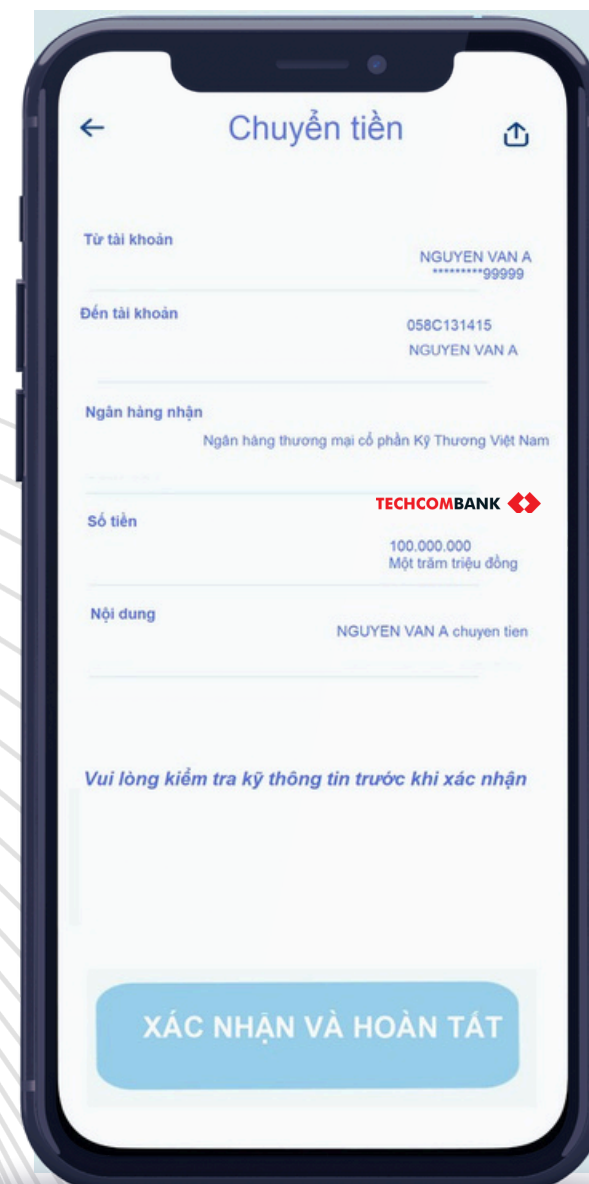 Chuyển tiền
Từ tài khoản
NGUYEN VAN A
*********99999
Đến tài khoản
058C131415
NGUYEN VAN A
Ngân hàng nhận
Ngân hàng thương mại cổ phần Kỹ Thương Việt Nam
TECHCOMBANK
Số tiền
100.000.000
Một trăm triệu đồng
Nội dung
NGUYEN VAN A chuyen tien
Vui lòng kiểm tra kỹ thông tin trước khi xác nhận
XÁC NHẬN VÀ HOÀN TẤT